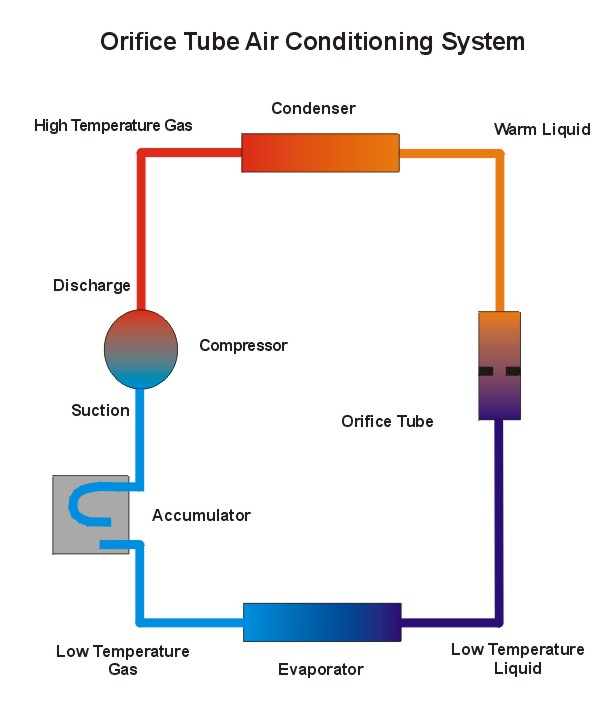 Orifice Tube Air Conditioning System
Condenser
High Temperature Gas
Warm Liquid
Discharge
Compressor
Suction
Orifice Tube
Accumulator
Low Temperature
Gas
Evaporator
Low Temperature
Liquid